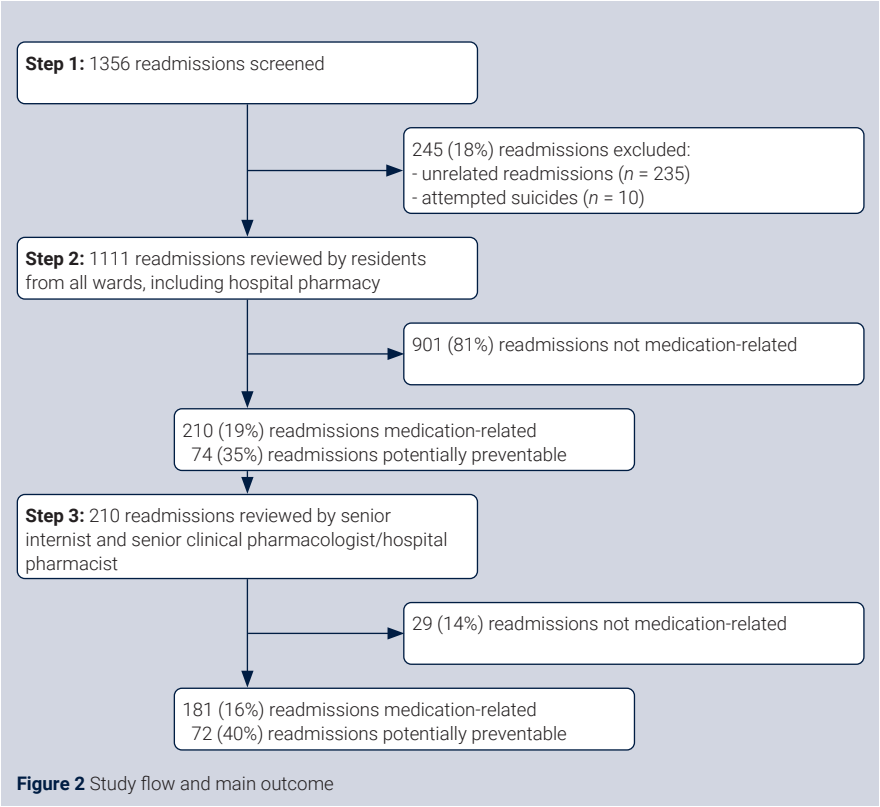 Step 1: 1356 readmissions screened
245 (18%) readmissions excluded:
- unrelated readmissions (n = 235)
- attempted suicides (n = 10)
Step 2: 1111 readmissions reviewed by residents
from all wards, including hospital pharmacy
901 (81%) readmissions not medication-related
210 (19%) readmissions medication-related
74 (35%) readmissions potentially preventable
Step 3: 210 readmissions reviewed by senior
internist and senior clinical pharmacologist/hospital
pharmacist
29 (14%) readmissions not medication-related
181 (16%) readmissions medication-related
72 (40%) readmissions potentially preventable
Figure 2 Study flow and main outcome